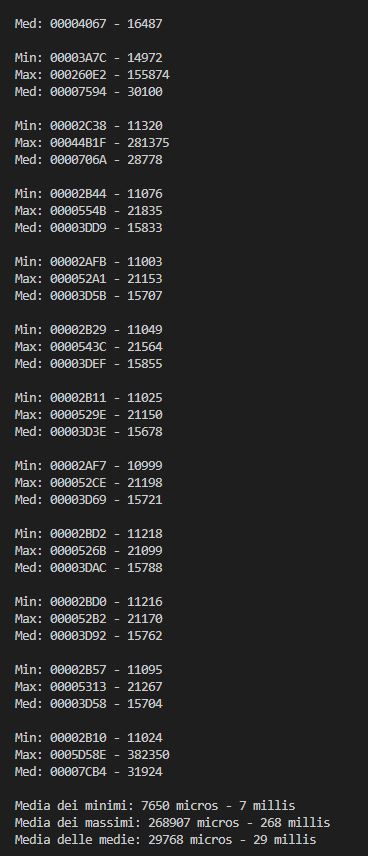 Med: 00004067 - 16487
Min: 00003A7C - 14972
Max: 000260E2 - 155874
Med: 00007594 - 30100
Min: 00002C38 - 11320
Max: 00044B1F - 281375
Med: 0000706A - 28778
Min: 00002B44 - 11076
Max: 0000554B - 21835
Med: 00003DD9 - 15833
Min: 00002AFB - 11003
Max: 000052A1 - 21153
Med: 00003D5B - 15707
Min: 00002B29 - 11049
Max: 0000543C - 21564
Med: 00003DEF - 15855
Min: 00002B11 - 11025
Max: 0000529E - 21150
Med: 00003D3E - 15678
Min: 00002AF7 - 10999
Max: 000052CE - 21198
Med: 00003D69 - 15721
Min: 00002BD2 - 11218
Max: 0000526B - 21099
Med: 00003DAC - 15788
Min: 00002BD0 - 11216
Max: 000052B2 - 21170
Med: 00003D92 - 15762
Min: 00002B57 - 11095
Max: 00005313 - 21267
Med: 00003D58 - 15704
Min: 00002B10 - 11024
Max: 0005D58E - 382350
Med: 00007CB4 - 31924
Media dei minimi: 7650 micros - 7 millis
Media dei massimi: 268907 micros - 268 millis
Media delle medie: 29768 micros - 29 millis